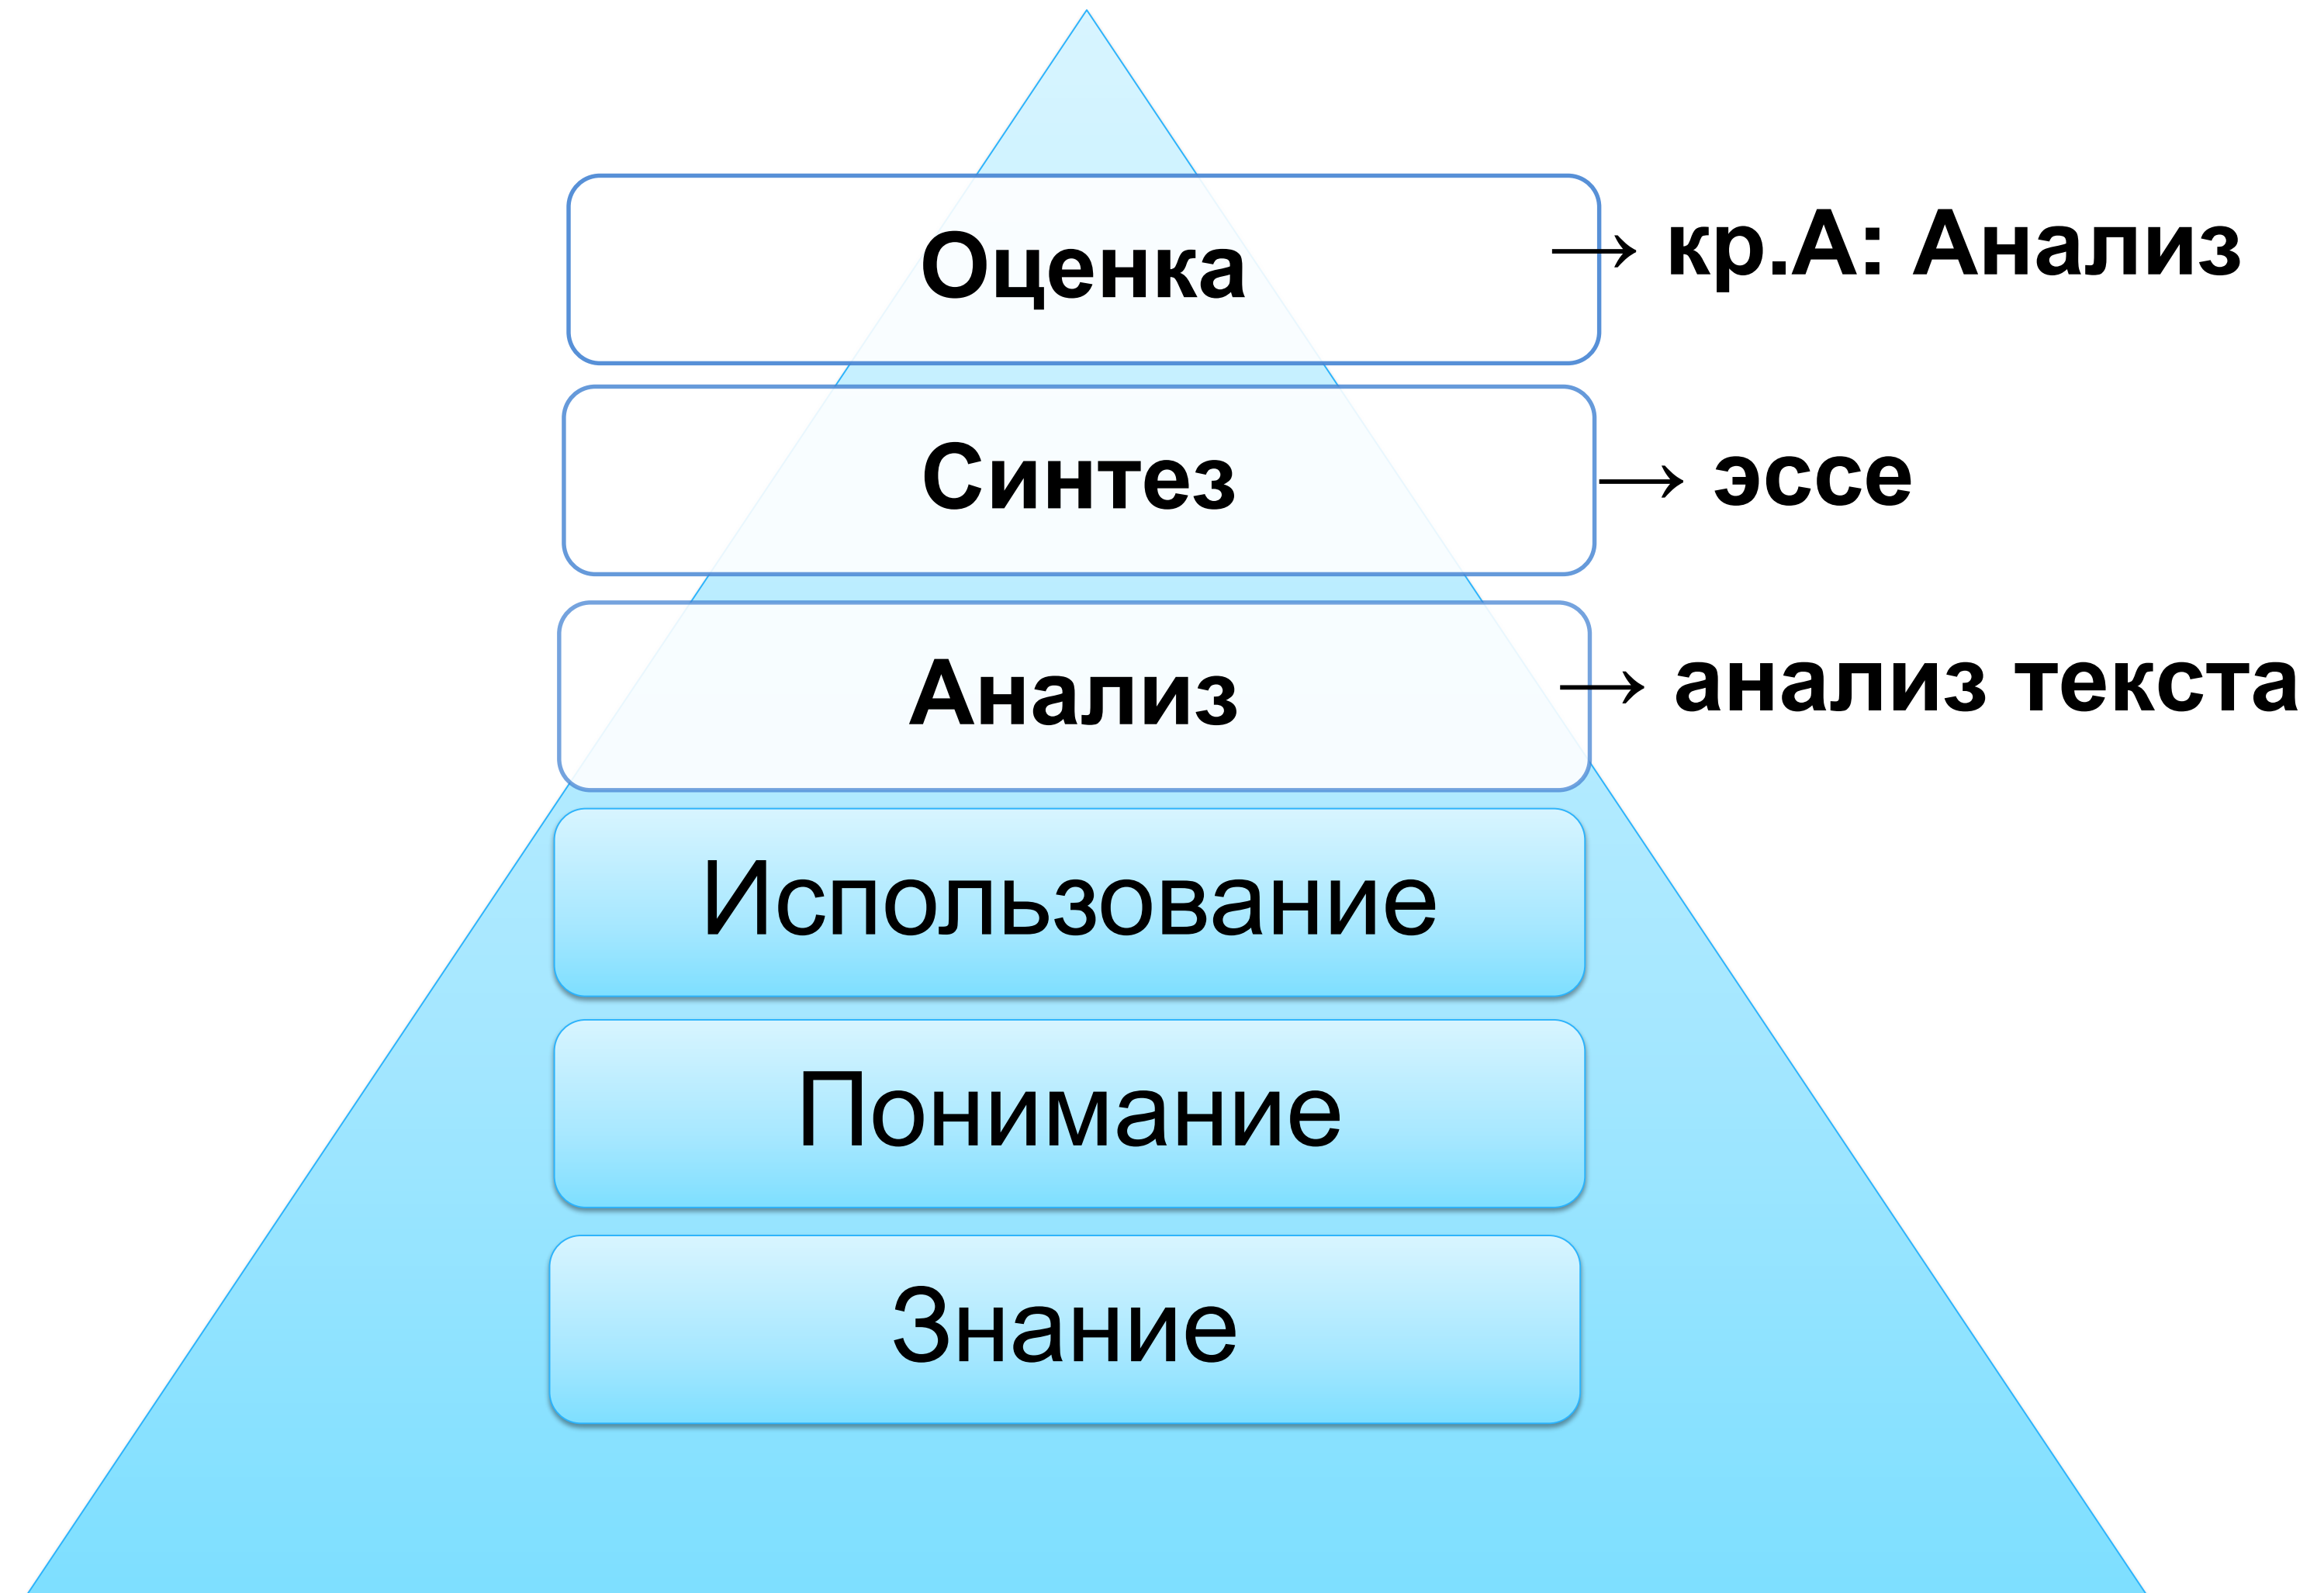 Оценка → кр.А: Анализ
Синтез → эссе
Анализ → анализ текста
Использование
Понимание
Знание